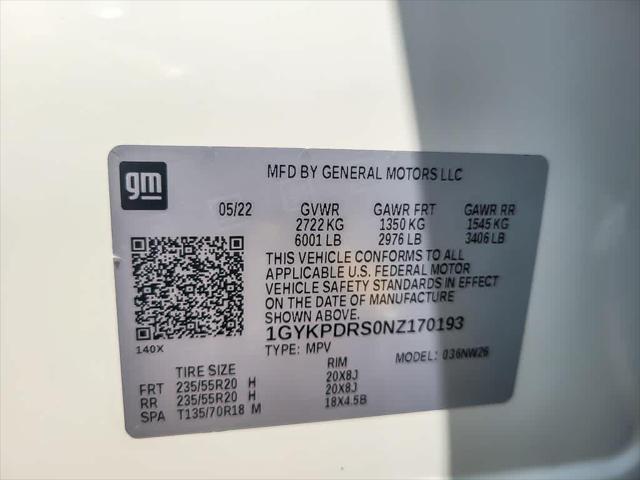 gm
MFD BY GENERAL MOTORS LLC
05/22 GVWR GAWR FRT GAWR RR
2722 KG 1350 KG 1545 KG
6001 LB 2976 LB 3406 LB
THIS VEHICLE CONFORMS TO ALL
APPLICABLE U.S. FEDERAL MOTOR
VEHICLE SAFETY STANDARDS IN EFFECT
ON THE DATE OF MANUFACTURE
SHOWN ABOVE.
1GYKPDRS0NZ170193
140X TYPE: MPV MODEL: 036NW26
TIRE SIZE RIM
FRT 235/55R20 H 20X8J
RR 235/55R20 H 20X8J
SPA T135/70R18 M 18X4.5B